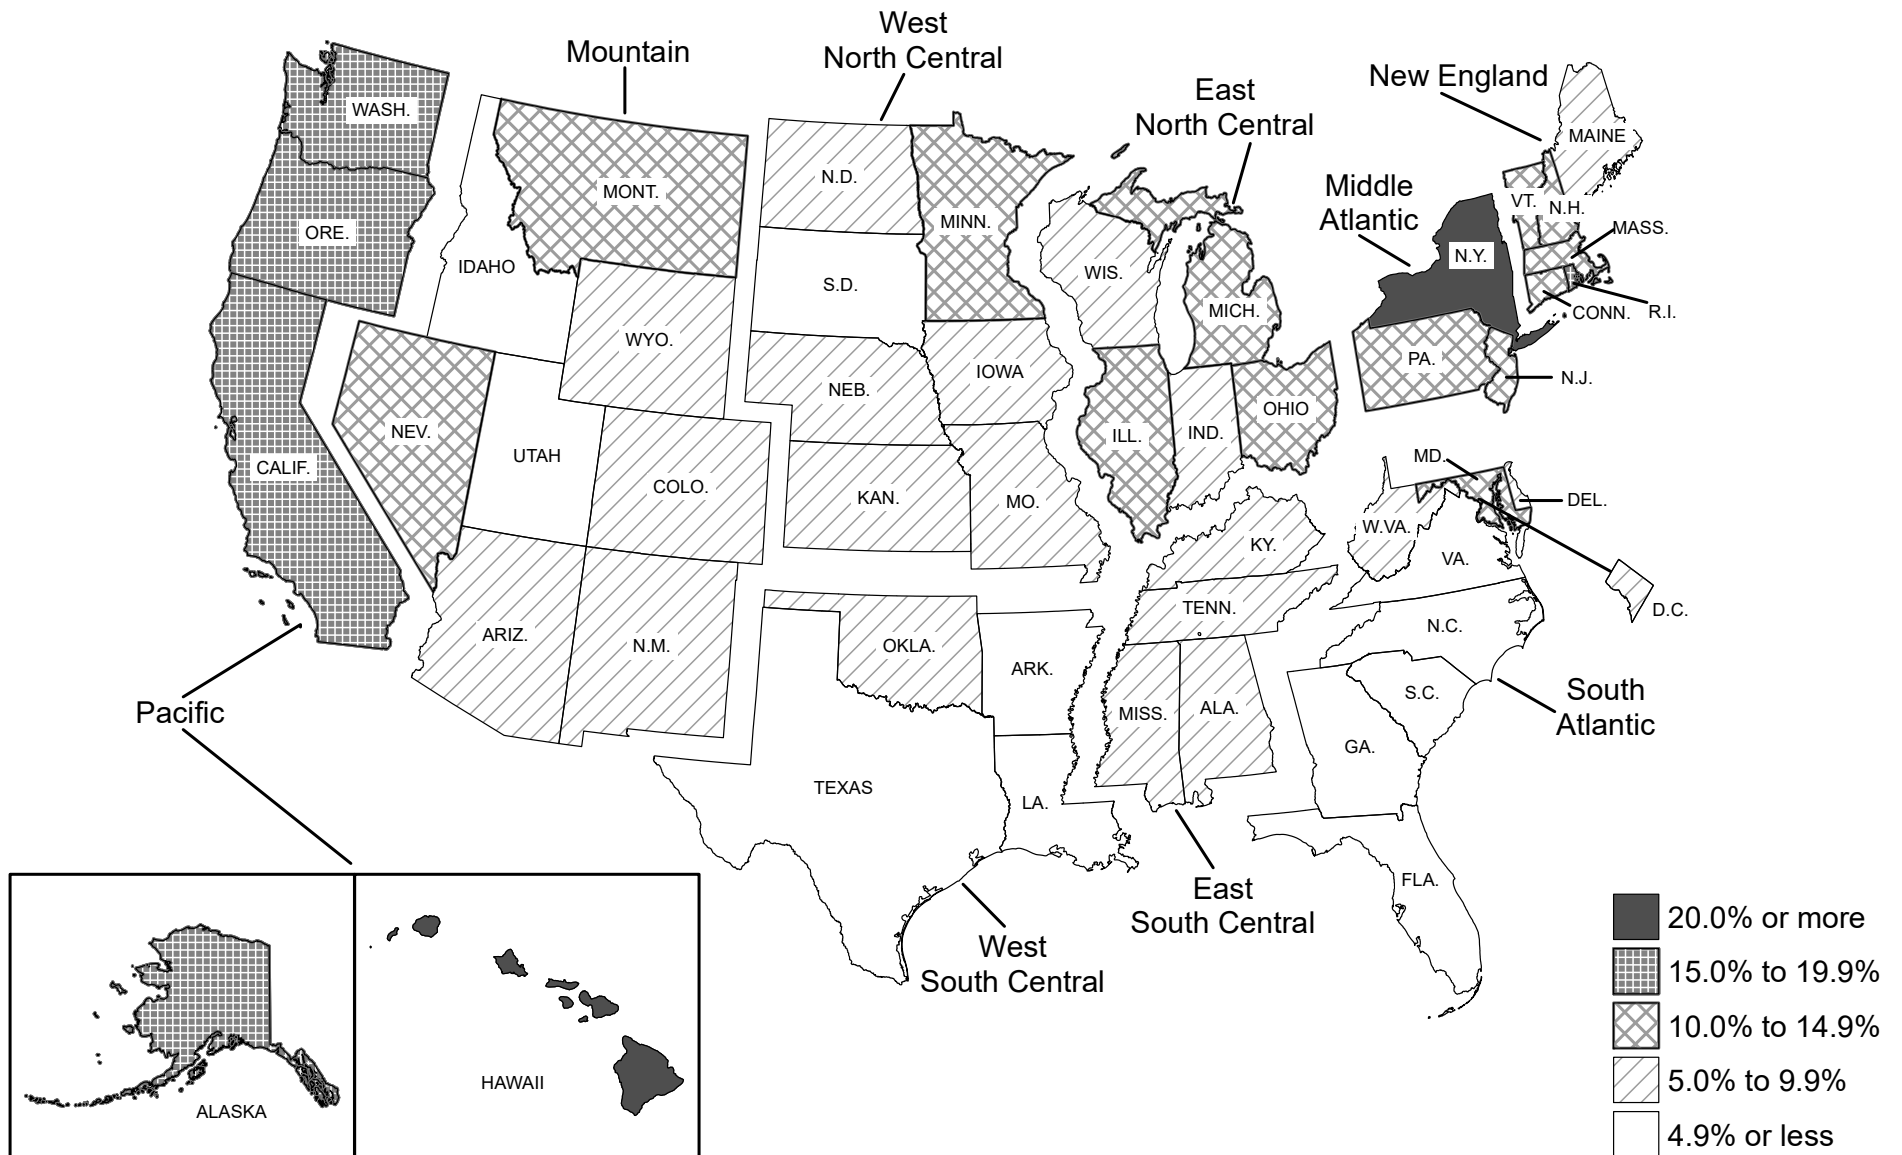 West
North Central
Mountain
New England
East
North Central
WASH.
MAINE
N.D.
MONT.
Middle
Atlantic
VT.
N.H.
MINN.
MASS.
ORE.
N.Y.
IDAHO
WIS.
S.D.
MICH.
CONN.
R.I.
WYO.
PA.
IOWA
N.J.
NEB.
OHIO
NEV.
ILL.
IND.
UTAH
MD.
CALIF.
COLO.
KAN.
MO.
DEL.
W.VA.
KY.
VA.
TENN.
D.C.
ARIZ.
N.C.
N.M.
OKLA.
ARK.
S.C.
South
Atlantic
Pacific
MISS.
ALA.
GA.
TEXAS
LA.
FLA.
East
South Central
20.0% or more
West
South Central
15.0% to 19.9%
10.0% to 14.9%
HAWAII
5.0% to 9.9%
ALASKA
4.9% or less